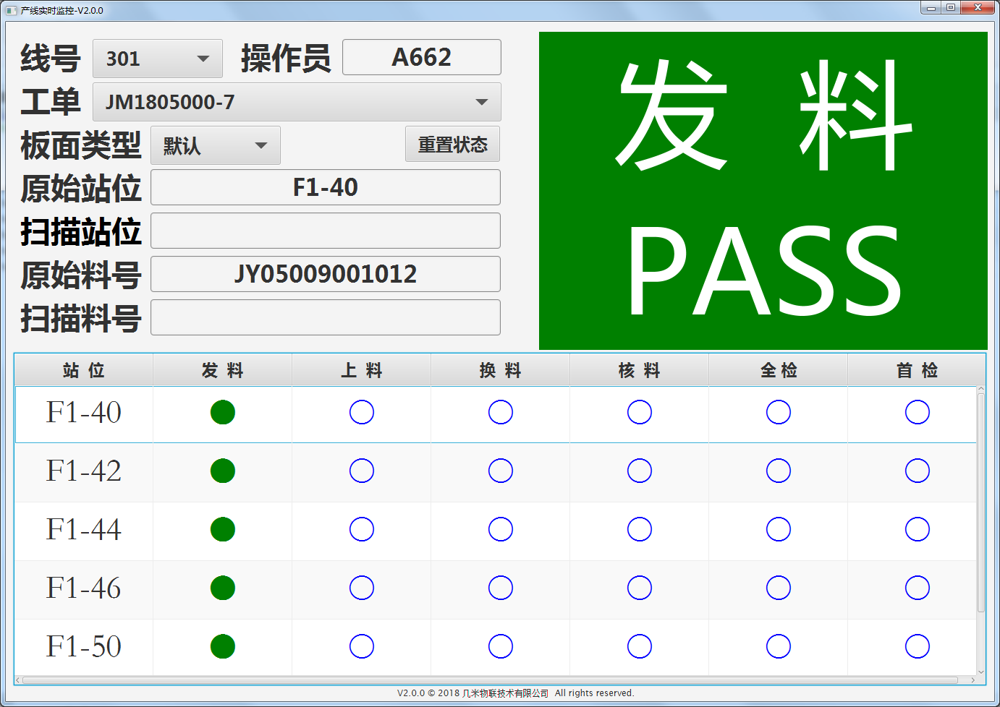 产线实时监控-V2.0.0
线号 301 操作员 A662
工单 JM1805000-7
板面类型 默认 重置状态
原始站位 F1-40
扫描站位
原始料号 JY05009001012
扫描料号
发 料
PASS
站 位 发 料 上 料 换 料 核 料 全 检 首 检
F1-40
F1-42
F1-44
F1-46
F1-50
V2.0.0 © 2018 几米物联技术有限公司 All rights reserved.